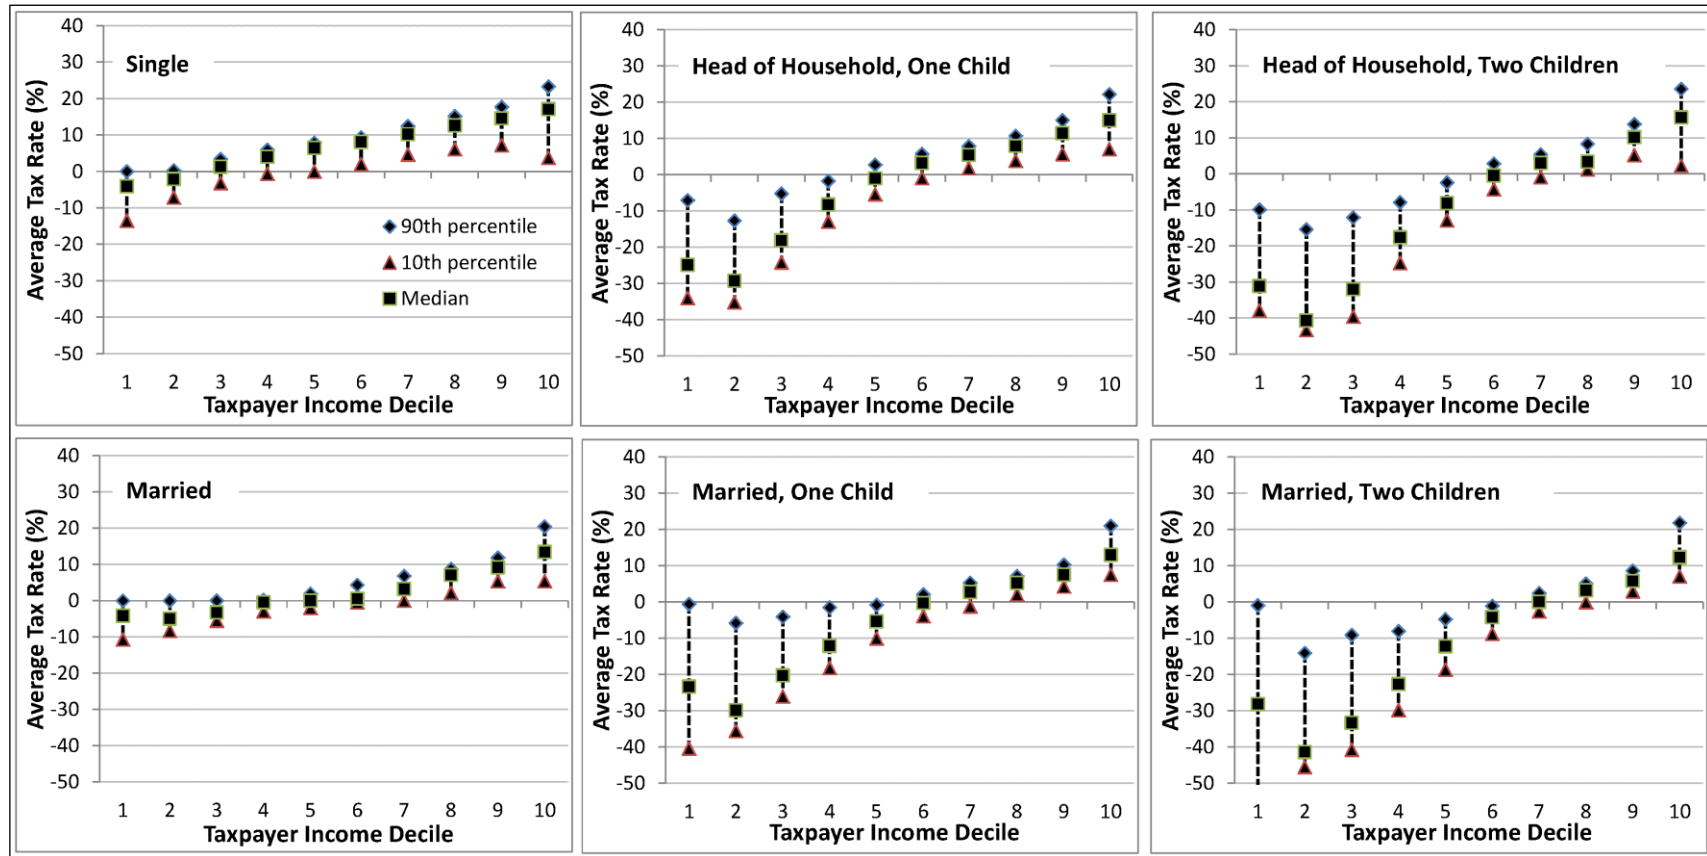 Single
Average Tax Rate (%)
40
30
20
10
0
-10
-20
-30
-40
-50
90th percentile
10th percentile
Median
1 2 3 4 5 6 7 8 9 10
Taxpayer Income Decile
Head of Household, One Child
Average Tax Rate (%)
40
30
20
10
0
-10
-20
-30
-40
-50
1 2 3 4 5 6 7 8 9 10
Taxpayer Income Decile
Head of Household, Two Children
Average Tax Rate (%)
40
30
20
10
0
-10
-20
-30
-40
-50
1 2 3 4 5 6 7 8 9 10
Taxpayer Income Decile
Married
Average Tax Rate (%)
40
30
20
10
0
-10
-20
-30
-40
-50
1 2 3 4 5 6 7 8 9 10
Taxpayer Income Decile
Married, One Child
Average Tax Rate (%)
40
30
20
10
0
-10
-20
-30
-40
-50
1 2 3 4 5 6 7 8 9 10
Taxpayer Income Decile
Married, Two Children
Average Tax Rate (%)
40
30
20
10
0
-10
-20
-30
-40
-50
1 2 3 4 5 6 7 8 9 10
Taxpayer Income Decile